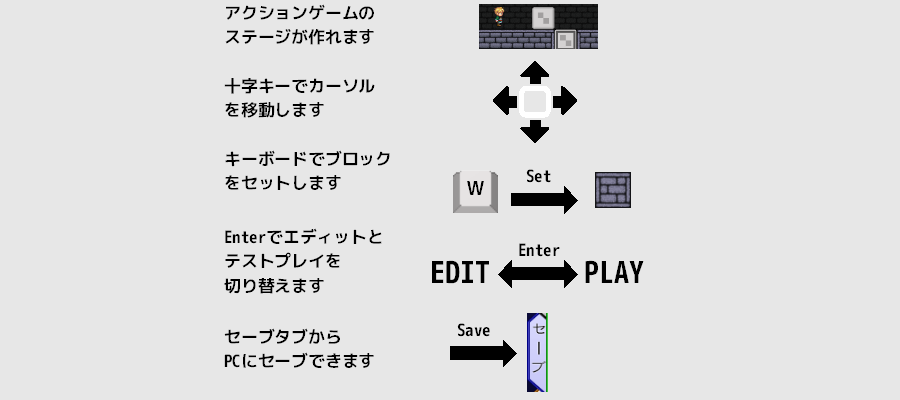 アクションゲームの
ステージが作れます
十字キーでカーソル
を移動します
キーボードでブロック
をセットします
W
Set
Enterでエディットと
テストプレイを
切り替えます
EDIT
Enter
PLAY
セーブタブから
PCにセーブできます
Save
セーブ